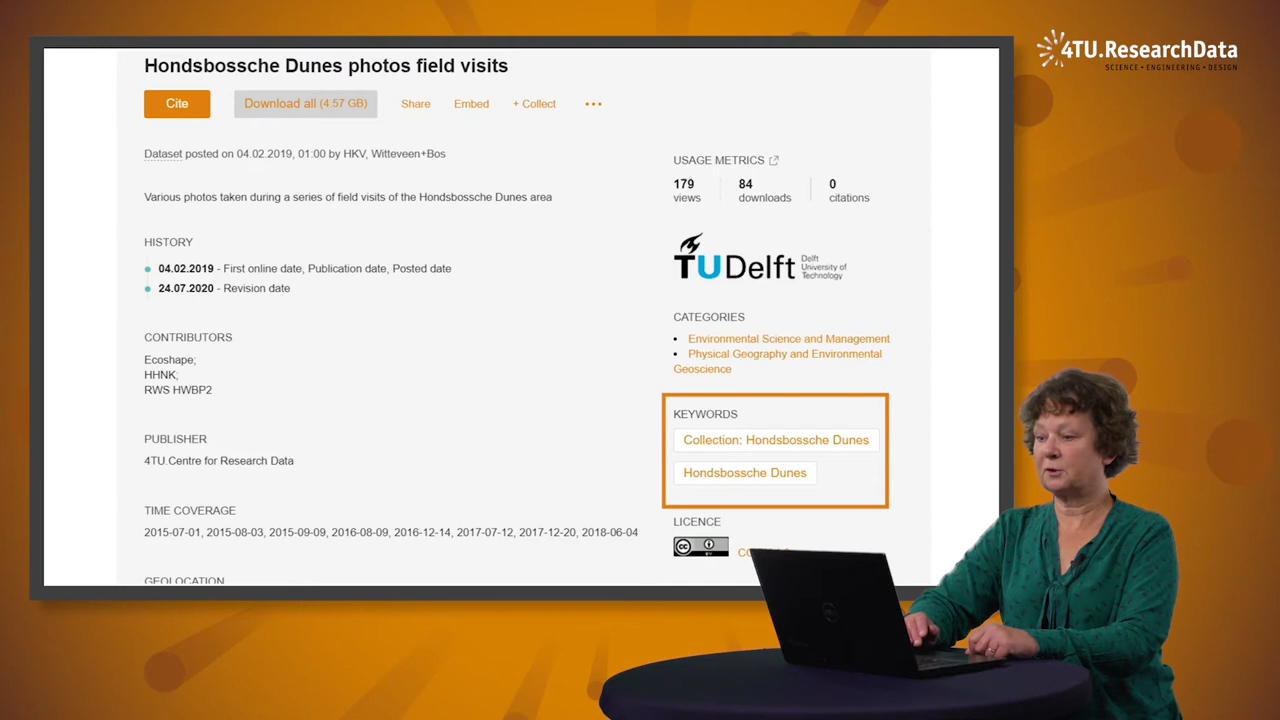 4TU.ResearchData
SCIENCE • ENGINEERING • DESIGN
Hondsbossche Dunes photos field visits
Cite
Download all (4.57 GB)
Share
Embed
+ Collect
Dataset posted on 04.02.2019, 01:00 by HKV, Witteveen+Bos
Various photos taken during a series of field visits of the Hondsbossche Dunes area
HISTORY
04.02.2019 - First online date, Publication date, Posted date
24.07.2020 - Revision date
CONTRIBUTORS
Ecoshape;
HHNK;
RWS HWBP2
PUBLISHER
4TU.Centre for Research Data
TIME COVERAGE
2015-07-01, 2015-08-03, 2015-09-09, 2016-08-09, 2016-12-14, 2017-07-12, 2017-12-20, 2018-06-04
GEOLOCATION
USAGE METRICS
179 84 0
views downloads citations
TUDelft
Delft
University of
Technology
CATEGORIES
• Environmental Science and Management
• Physical Geography and Environmental
Geoscience
KEYWORDS
Collection: Hondsbossche Dunes
Hondsbossche Dunes
LICENCE
cc
BY